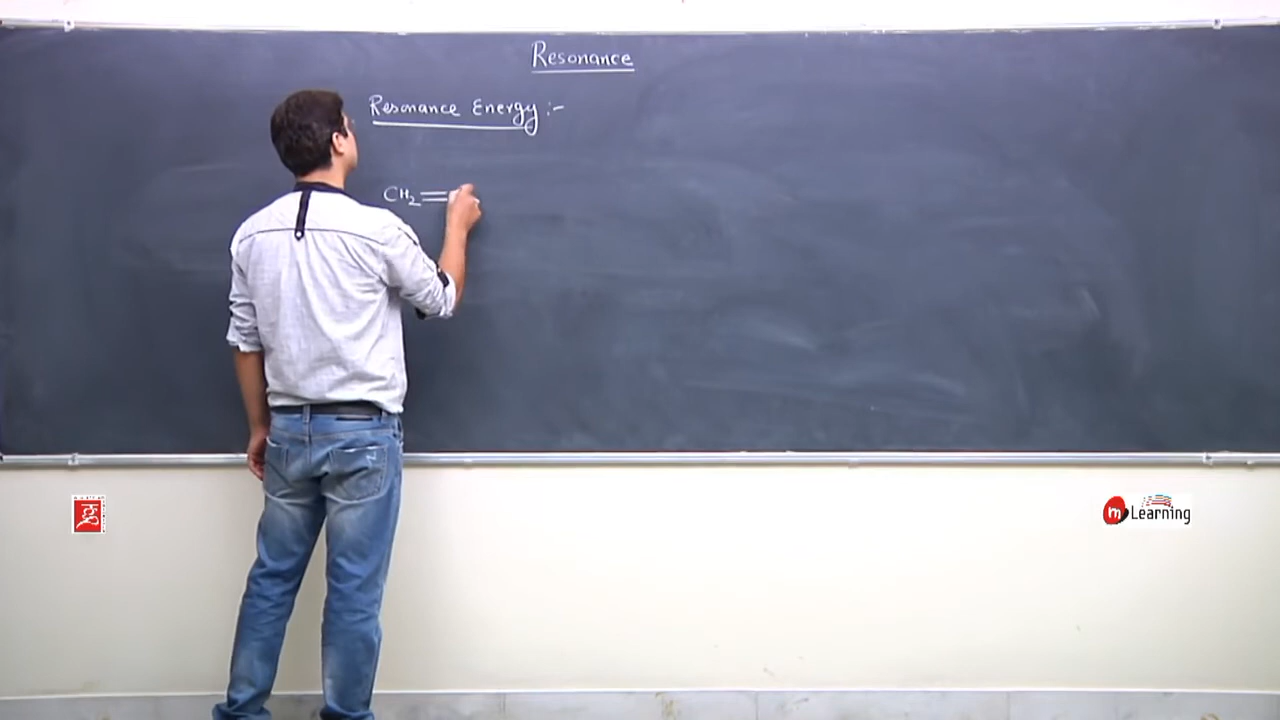 Resonance
Resonance Energy :-
CH₂=
m Learning